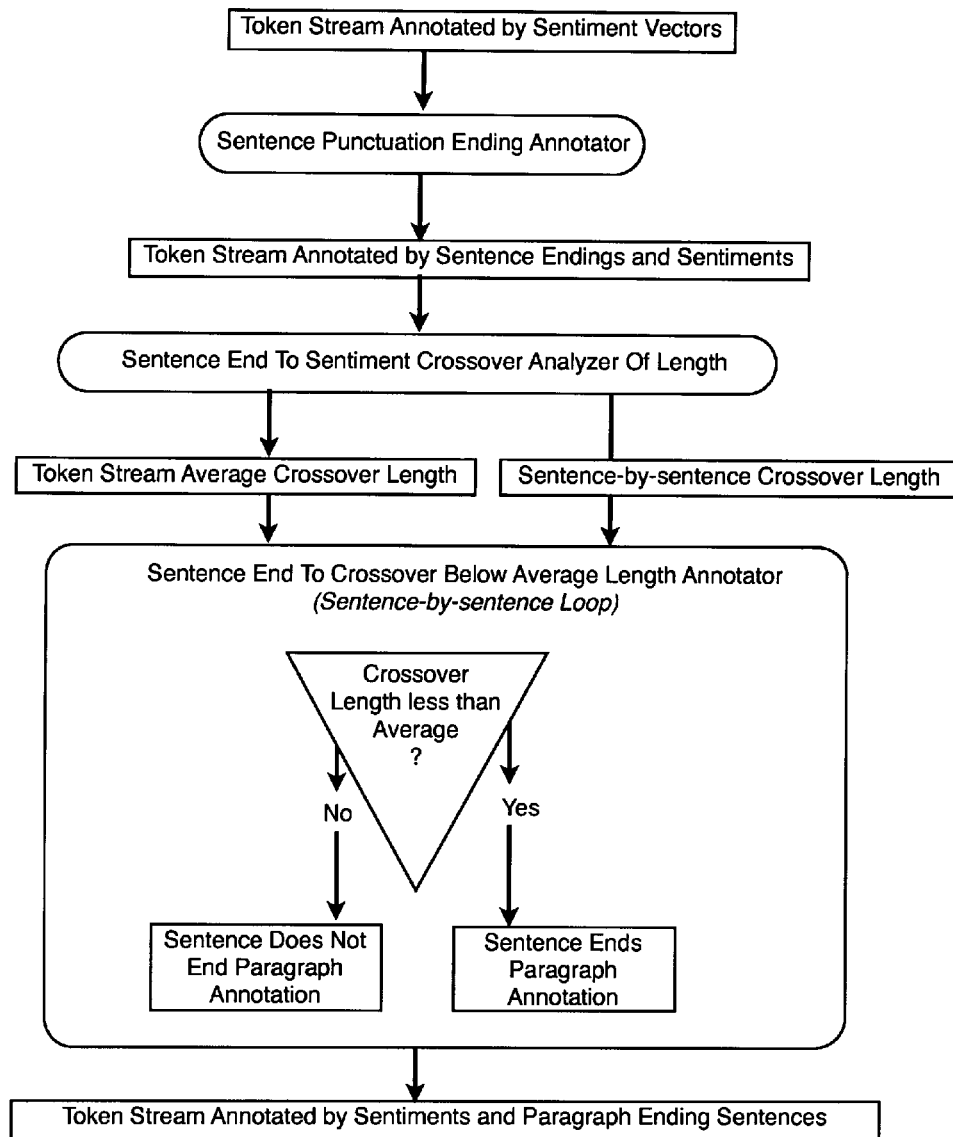 Token Stream Annotated by Sentiment Vectors
Sentence Punctuation Ending Annotator
Token Stream Annotated by Sentence Endings and Sentiments
Sentence End To Sentiment Crossover Analyzer Of Length
Token Stream Average Crossover Length
Sentence-by-sentence Crossover Length
Sentence End To Crossover Below Average Length Annotator
(Sentence-by-sentence Loop)
Crossover
Length less than
Average
?
No
Yes
Sentence Does Not
End Paragraph
Annotation
Sentence Ends
Paragraph
Annotation
Token Stream Annotated by Sentiments and Paragraph Ending Sentences